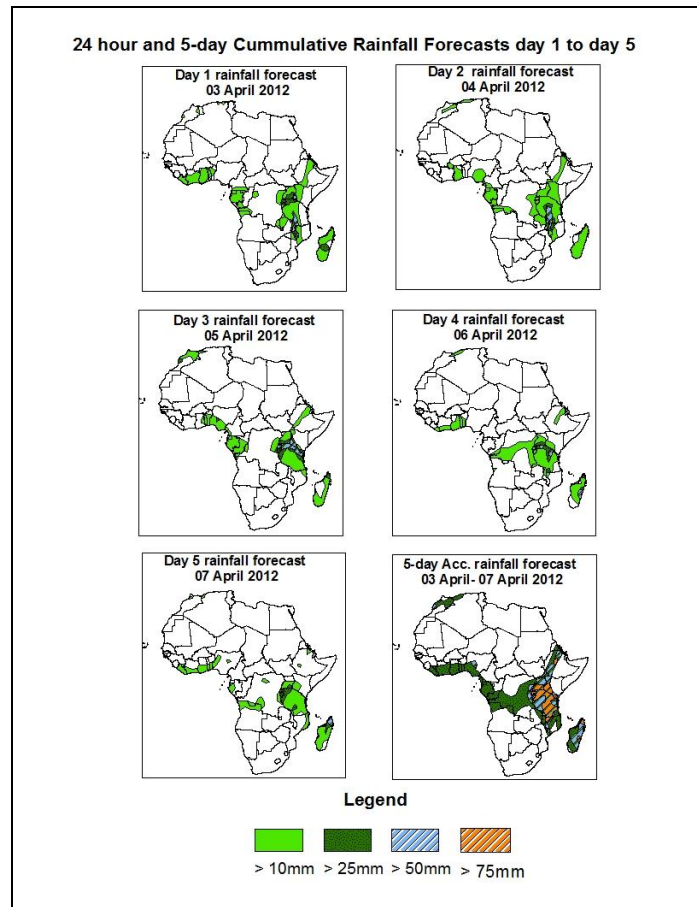 24 hour and 5-day Cummulative Rainfall Forecasts day 1 to day 5
Day 1 rainfall forecast
03 April 2012
Day 2 rainfall forecast
04 April 2012
Day 3 rainfall forecast
05 April 2012
Day 4 rainfall forecast
06 April 2012
Day 5 rainfall forecast
07 April 2012
5-day Acc. rainfall forecast
03 April- 07 April 2012
Legend
> 10mm > 25mm > 50mm > 75mm